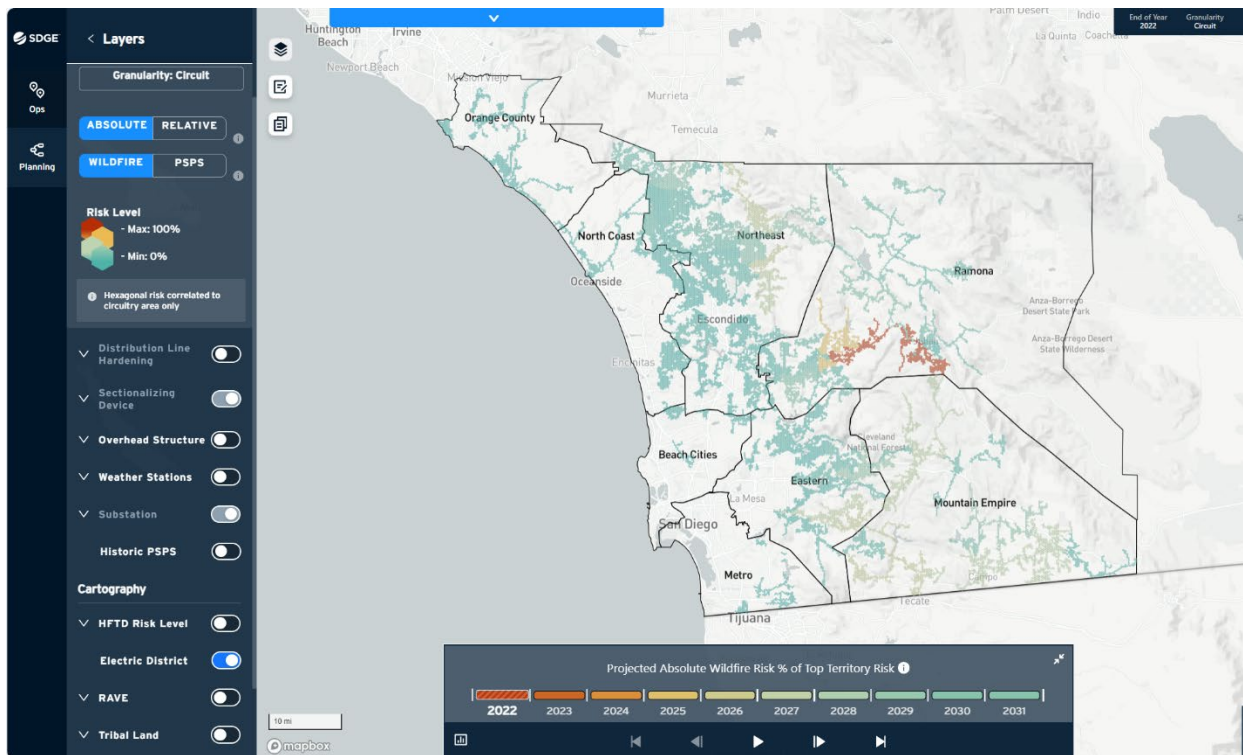 SDGE
Ops
Planning
< Layers
Granularity: Circuit
ABSOLUTE RELATIVE
WILDFIRE PSPS
Risk Level
- Max: 100%
- Min: 0%
Hexagonal risk correlated to
circuitry area only
Distribution Line
Hardening
Sectionalizing
Device
Overhead Structure
Weather Stations
Substation
Historic PSPS
Cartography
HFTD Risk Level
Electric District
RAVE
Tribal Land
End of Year
2022
Granularity
Circuit
Palm Desert
Indio
La Quinta
Huntington
Beach
Irvine
Newport Beach
Mission Viejo
Murrieta
Temecula
Orange County
North Coast
Northeast
Oceanside
Ramona
Anza-Borrego
Desert State Park
Anza-Borrego Desert
State Wilderness
Escondido
Encinitas
Cleveland
National Forest
Beach Cities
Eastern
La Mesa
Mountain Empire
San Diego
Metro
Campo
Tecate
Tijuana
10 mi
mapbox
Projected Absolute Wildfire Risk % of Top Territory Risk
2022 2023 2024 2025 2026 2027 2028 2029 2030 2031